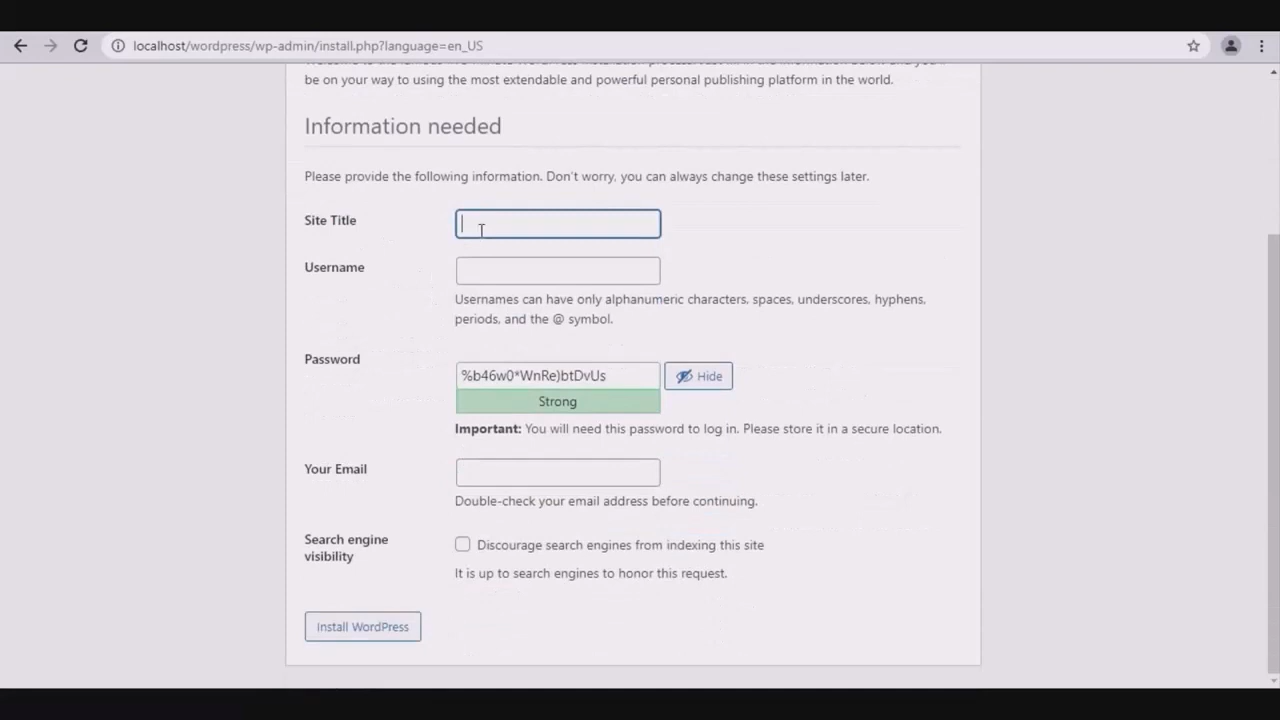 localhost/wordpress/wp-admin/install.php?language=en_US
be on your way to using the most extendable and powerful personal publishing platform in the world.
Information needed
Please provide the following information. Don't worry, you can always change these settings later.
Site Title
Username
Usernames can have only alphanumeric characters, spaces, underscores, hyphens,
periods, and the @ symbol.
Password
%b46w0*WnRe)btDvUs
Hide
Strong
Important: You will need this password to log in. Please store it in a secure location.
Your Email
Double-check your email address before continuing.
Search engine
visibility
Discourage search engines from indexing this site
It is up to search engines to honor this request.
Install WordPress